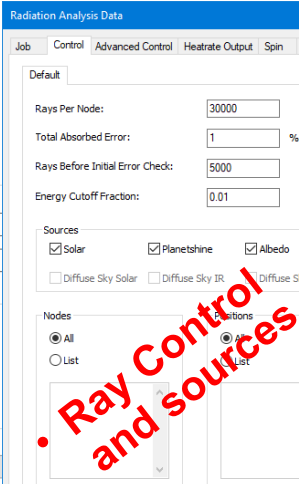 Radiation Analysis Data
Job Control Advanced Control Heatrate Output Spin
Default
Rays Per Node: 30000
Total Absorbed Error: 1 %
Rays Before Initial Error Check: 5000
Energy Cutoff Fraction: 0.01
Sources
Solar Planetshine Albedo
Diffuse Sky Solar Diffuse Sky IR Diffuse S
Nodes Positions
All All
List List
• Ray Control
and sources